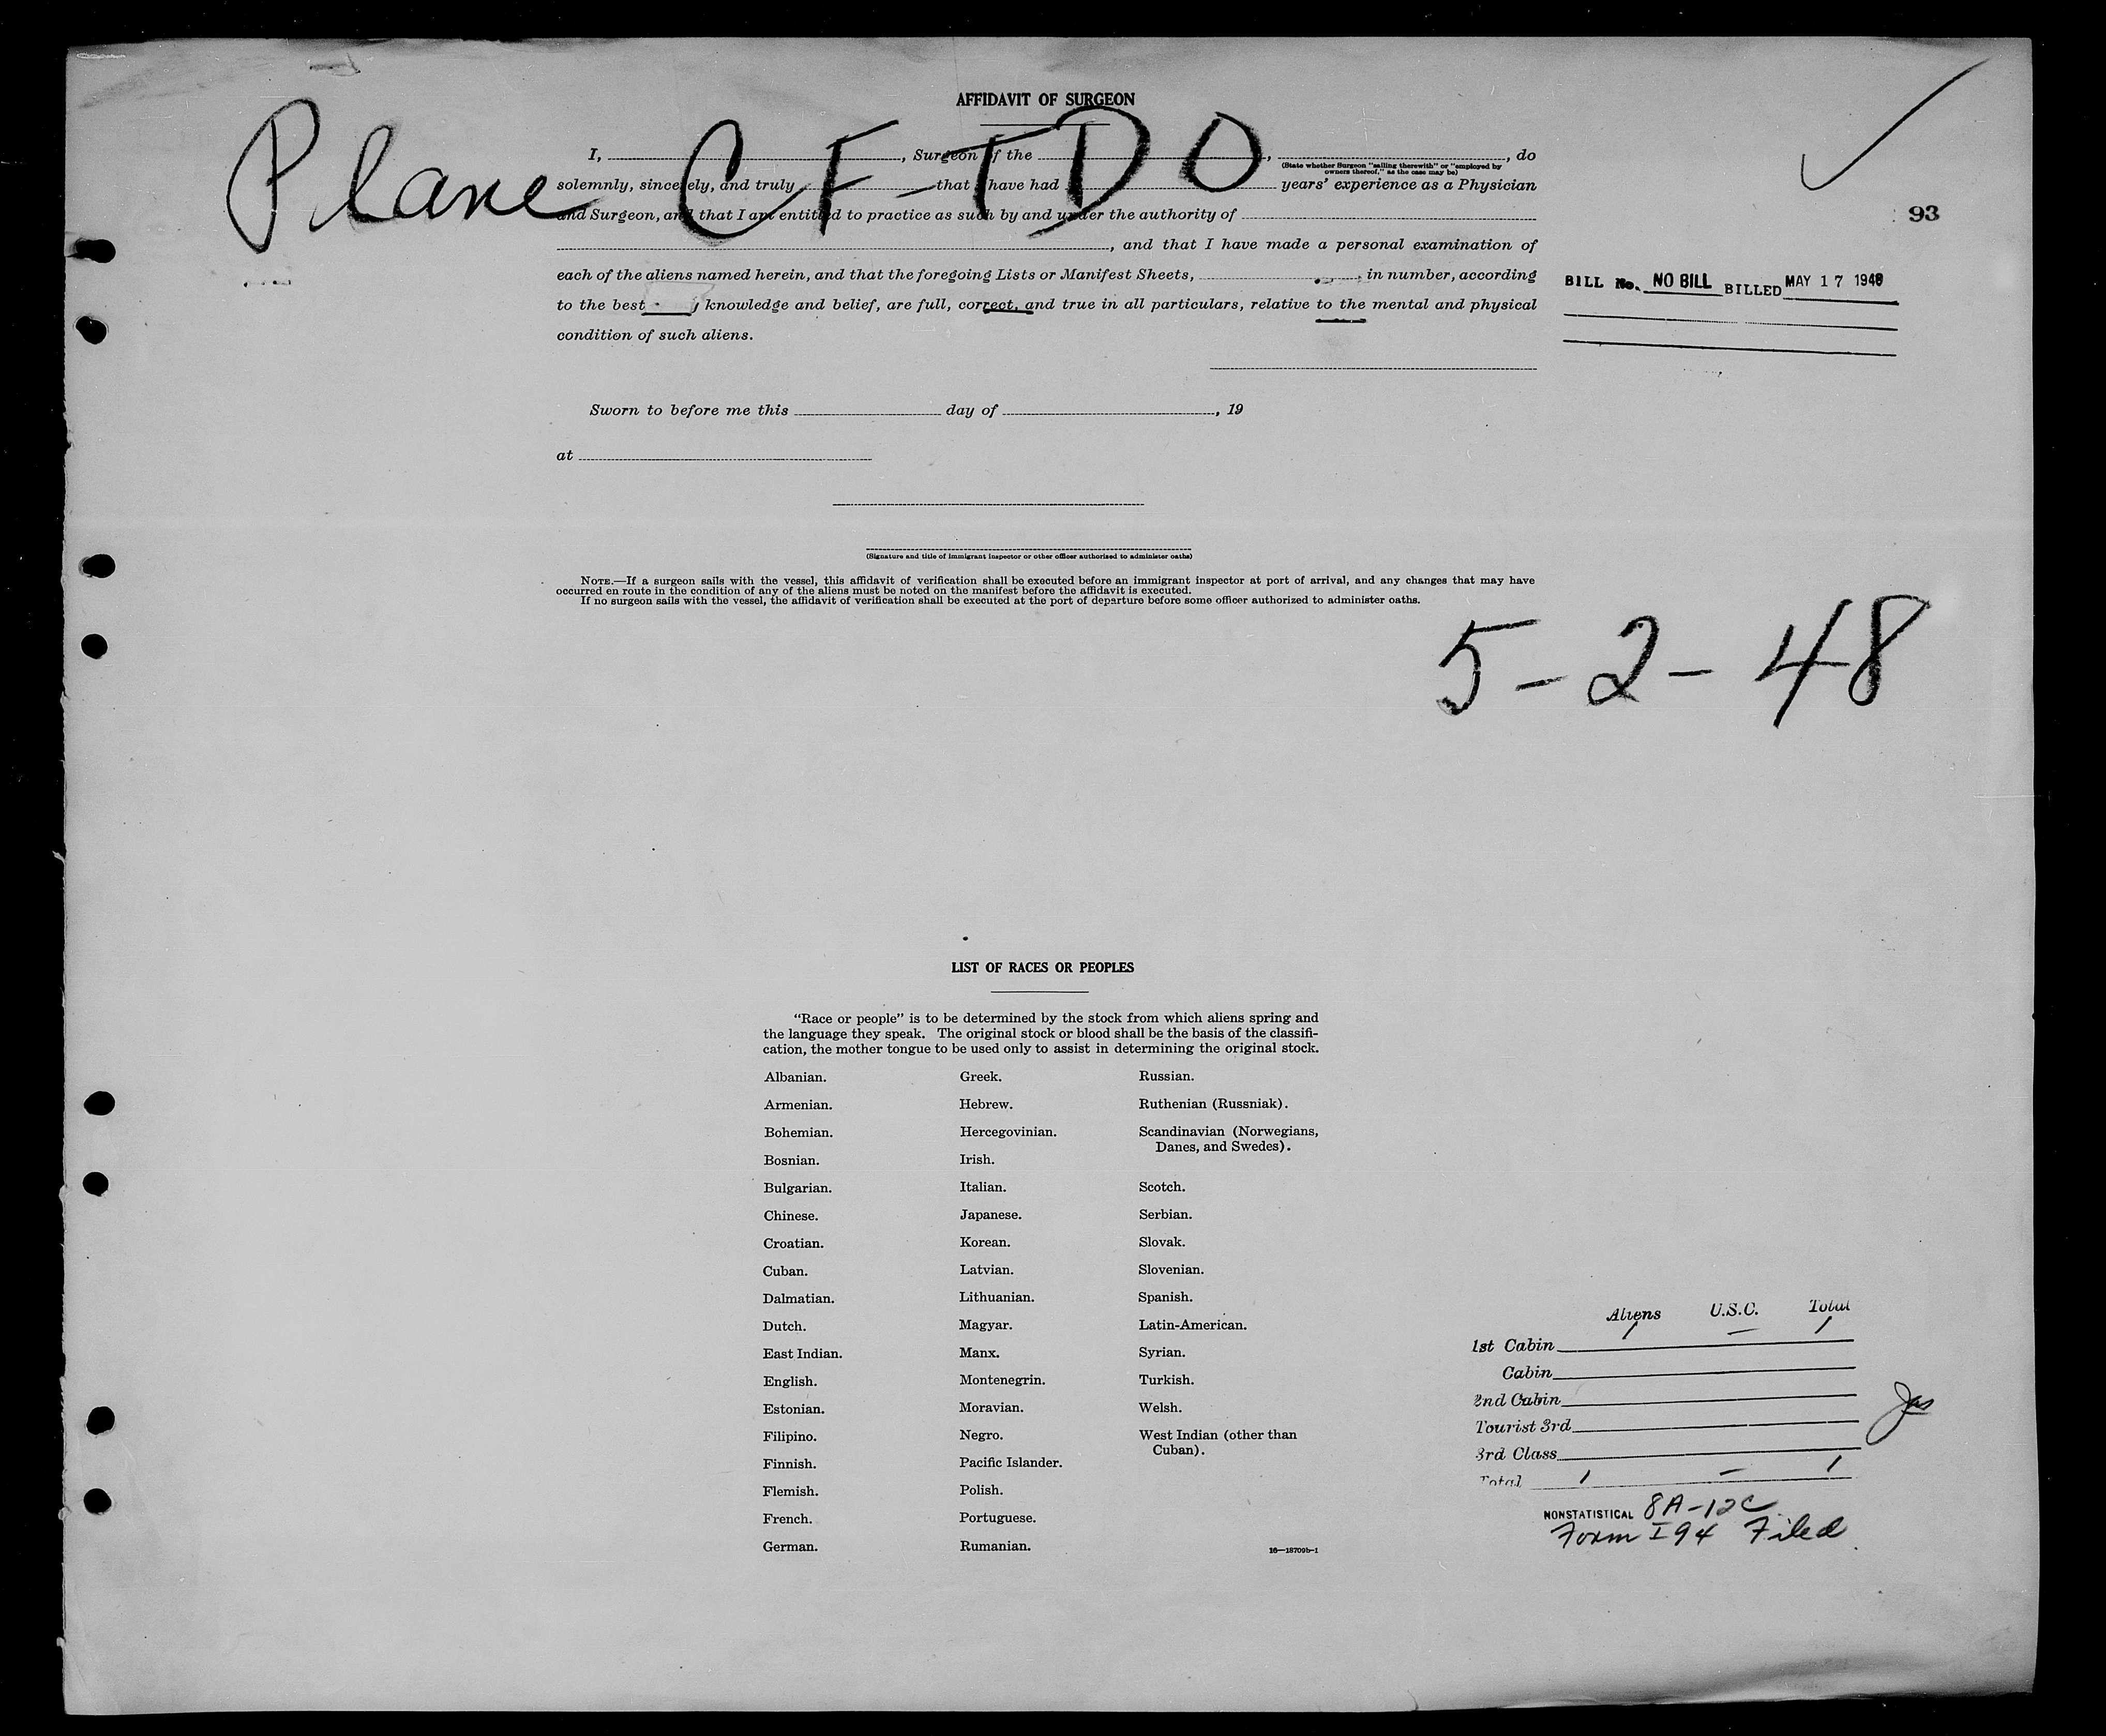 AFFIDAVIT OF SURGEON
Plane CF-TDO
I, , Surgeon of the , , do
(State whether Surgeon "sailing therewith" or "employed by
owners thereof," as the case may be)
solemnly, sincerely, and truly that I have had years' experience as a Physician
and Surgeon, and that I am entitled to practice as such by and under the authority of
, and that I have made a personal examination of
each of the aliens named herein, and that the foregoing Lists or Manifest Sheets, , in number, according
to the best knowledge and belief, are full, correct, and true in all particulars, relative to the mental and physical
condition of such aliens.
93
BILL No. NO BILL BILLED MAY 17 1948
Sworn to before me this day of , 19
at
(Signature and title of immigrant inspector or other officer authorized to administer oaths)
NOTE.—If a surgeon sails with the vessel, this affidavit of verification shall be executed before an immigrant inspector at port of arrival, and any changes that may have
occurred en route in the condition of any of the aliens must be noted on the manifest before the affidavit is executed.
If no surgeon sails with the vessel, the affidavit of verification shall be executed at the port of departure before some officer authorized to administer oaths.
5-2-48
LIST OF RACES OR PEOPLES
"Race or people" is to be determined by the stock from which aliens spring and
the language they speak. The original stock or blood shall be the basis of the classifi-
cation, the mother tongue to be used only to assist in determining the original stock.
Albanian.
Armenian.
Bohemian.
Bosnian.
Bulgarian.
Chinese.
Croatian.
Cuban.
Dalmatian.
Dutch.
East Indian.
English.
Estonian.
Filipino.
Finnish.
Flemish.
French.
German.
Greek.
Hebrew.
Hercegovinian.
Irish.
Italian.
Japanese.
Korean.
Latvian.
Lithuanian.
Magyar.
Manx.
Montenegrin.
Moravian.
Negro.
Pacific Islander.
Polish.
Portuguese.
Rumanian.
Russian.
Ruthenian (Russniak).
Scandinavian (Norwegians,
Danes, and Swedes).
Scotch.
Serbian.
Slovak.
Slovenian.
Spanish.
Latin-American.
Syrian.
Turkish.
Welsh.
West Indian (other than
Cuban).
16—18709b-1
Aliens U.S.C. Total
1st Cabin 1 — 1
Cabin
2nd Cabin
Tourist 3rd
3rd Class
Total 1 — 1
NONSTATISTICAL 8A-12C
Form I94 Filed